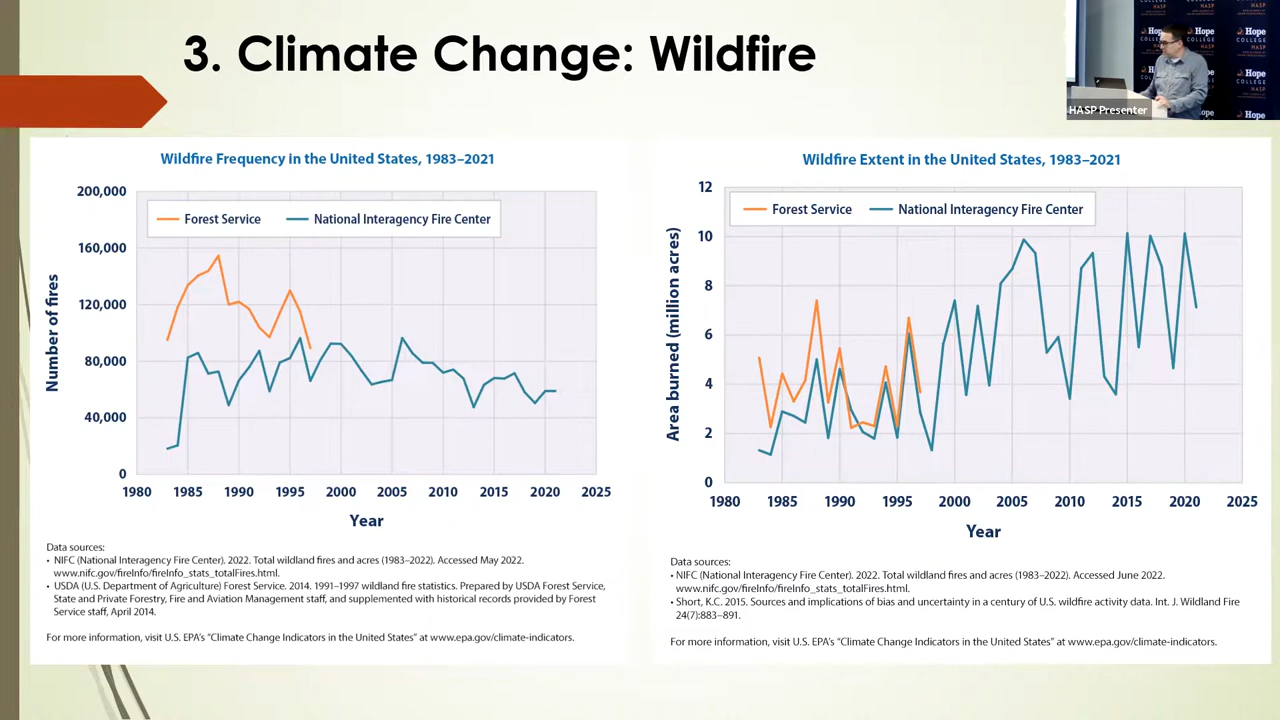 3. Climate Change: Wildfire
Hope
COLLEGE
HASP
Hope
COLLEGE
HASP
Hope
HASP Presenter
Wildfire Frequency in the United States, 1983–2021
200,000
160,000
120,000
80,000
40,000
0
Number of fires
Forest Service
National Interagency Fire Center
1980 1985 1990 1995 2000 2005 2010 2015 2020 2025
Year
Data sources:
• NIFC (National Interagency Fire Center). 2022. Total wildland fires and acres (1983–2022). Accessed May 2022.
www.nifc.gov/fireInfo/fireInfo_stats_totalFires.html.
• USDA (U.S. Department of Agriculture) Forest Service. 2014. 1991–1997 wildland fire statistics. Prepared by USDA Forest Service,
State and Private Forestry, Fire and Aviation Management staff, and supplemented with historical records provided by Forest
Service staff, April 2014.
For more information, visit U.S. EPA's "Climate Change Indicators in the United States" at www.epa.gov/climate-indicators.
Wildfire Extent in the United States, 1983–2021
12
10
8
6
4
2
0
Area burned (million acres)
Forest Service
National Interagency Fire Center
1980 1985 1990 1995 2000 2005 2010 2015 2020 2025
Year
Data sources:
• NIFC (National Interagency Fire Center). 2022. Total wildland fires and acres (1983–2022). Accessed June 2022.
www.nifc.gov/fireInfo/fireInfo_stats_totalFires.html.
• Short, K.C. 2015. Sources and implications of bias and uncertainty in a century of U.S. wildfire activity data. Int. J. Wildland Fire
24(7):883–891.
For more information, visit U.S. EPA's "Climate Change Indicators in the United States" at www.epa.gov/climate-indicators.